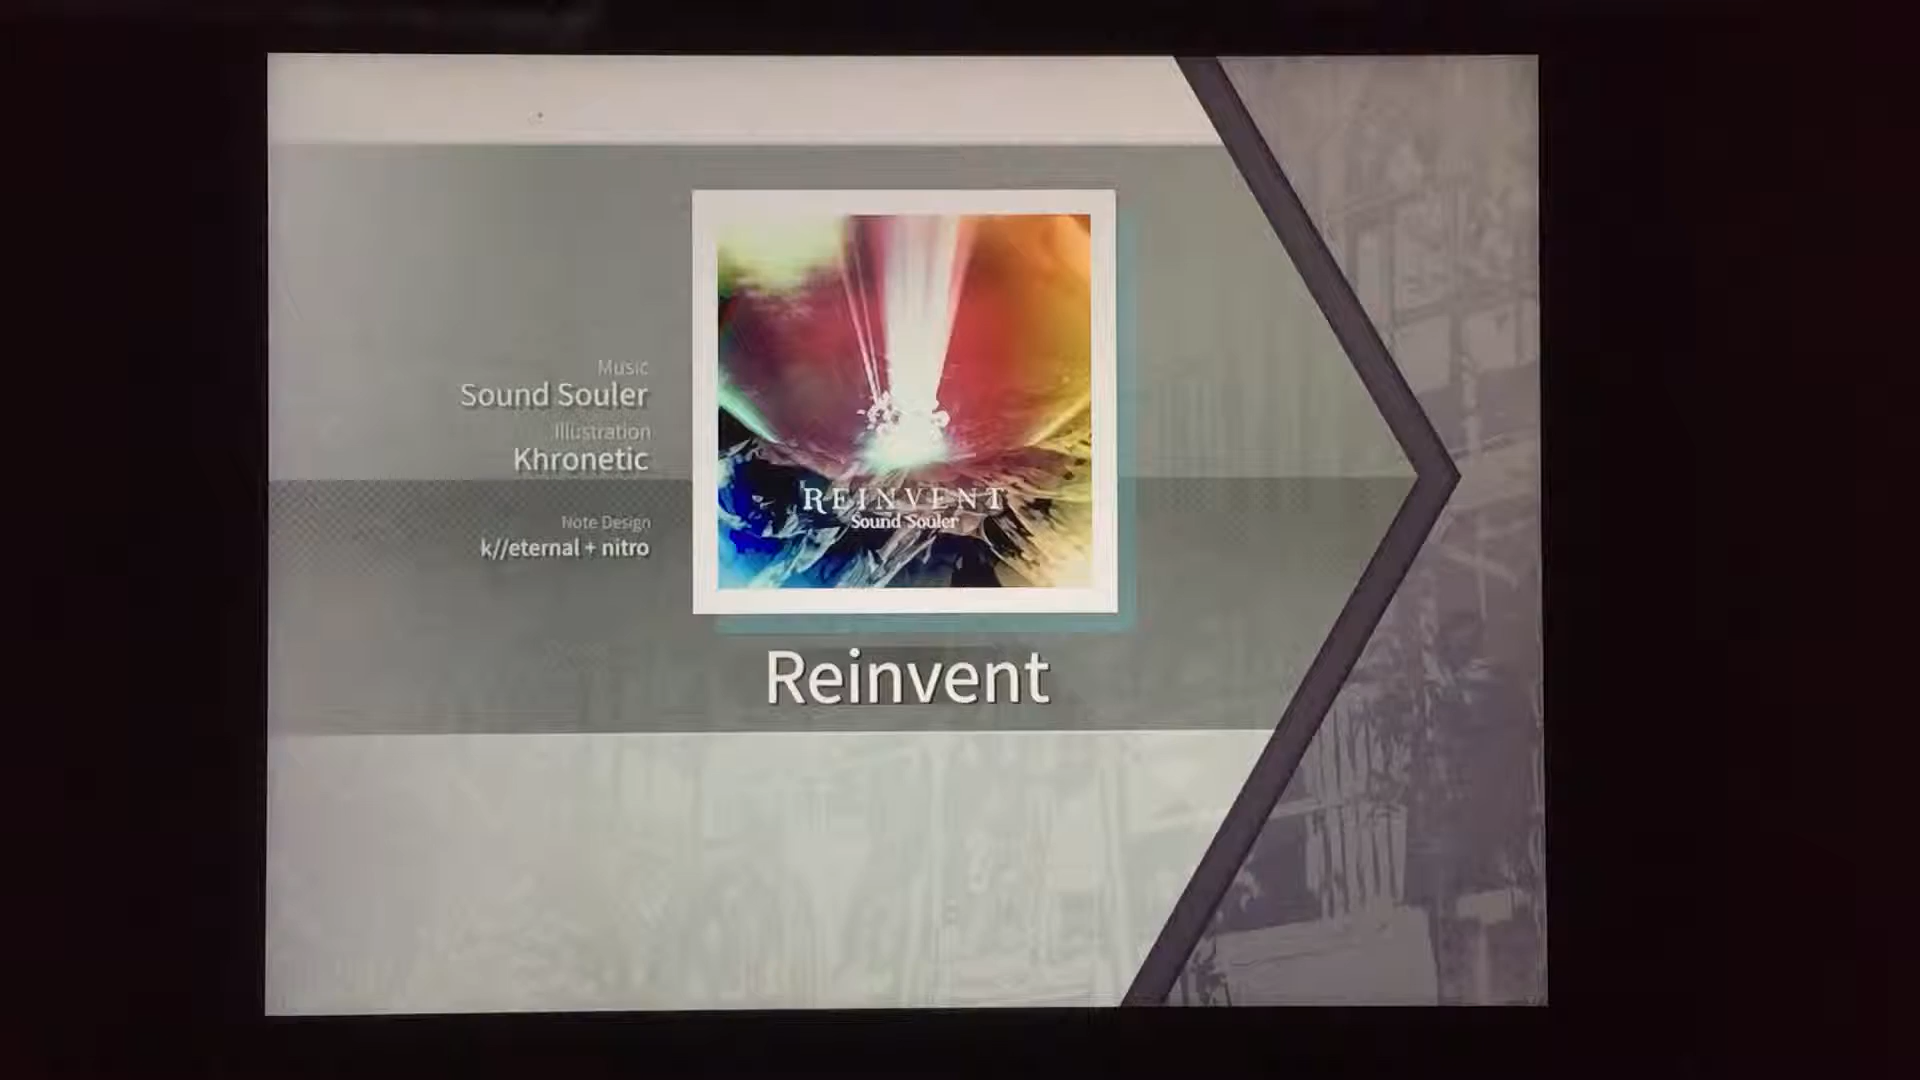 Music
Sound Souler
Illustration
Khronetic
Note Design
k//eternal + nitro
REINVENT
Sound Souler
Reinvent